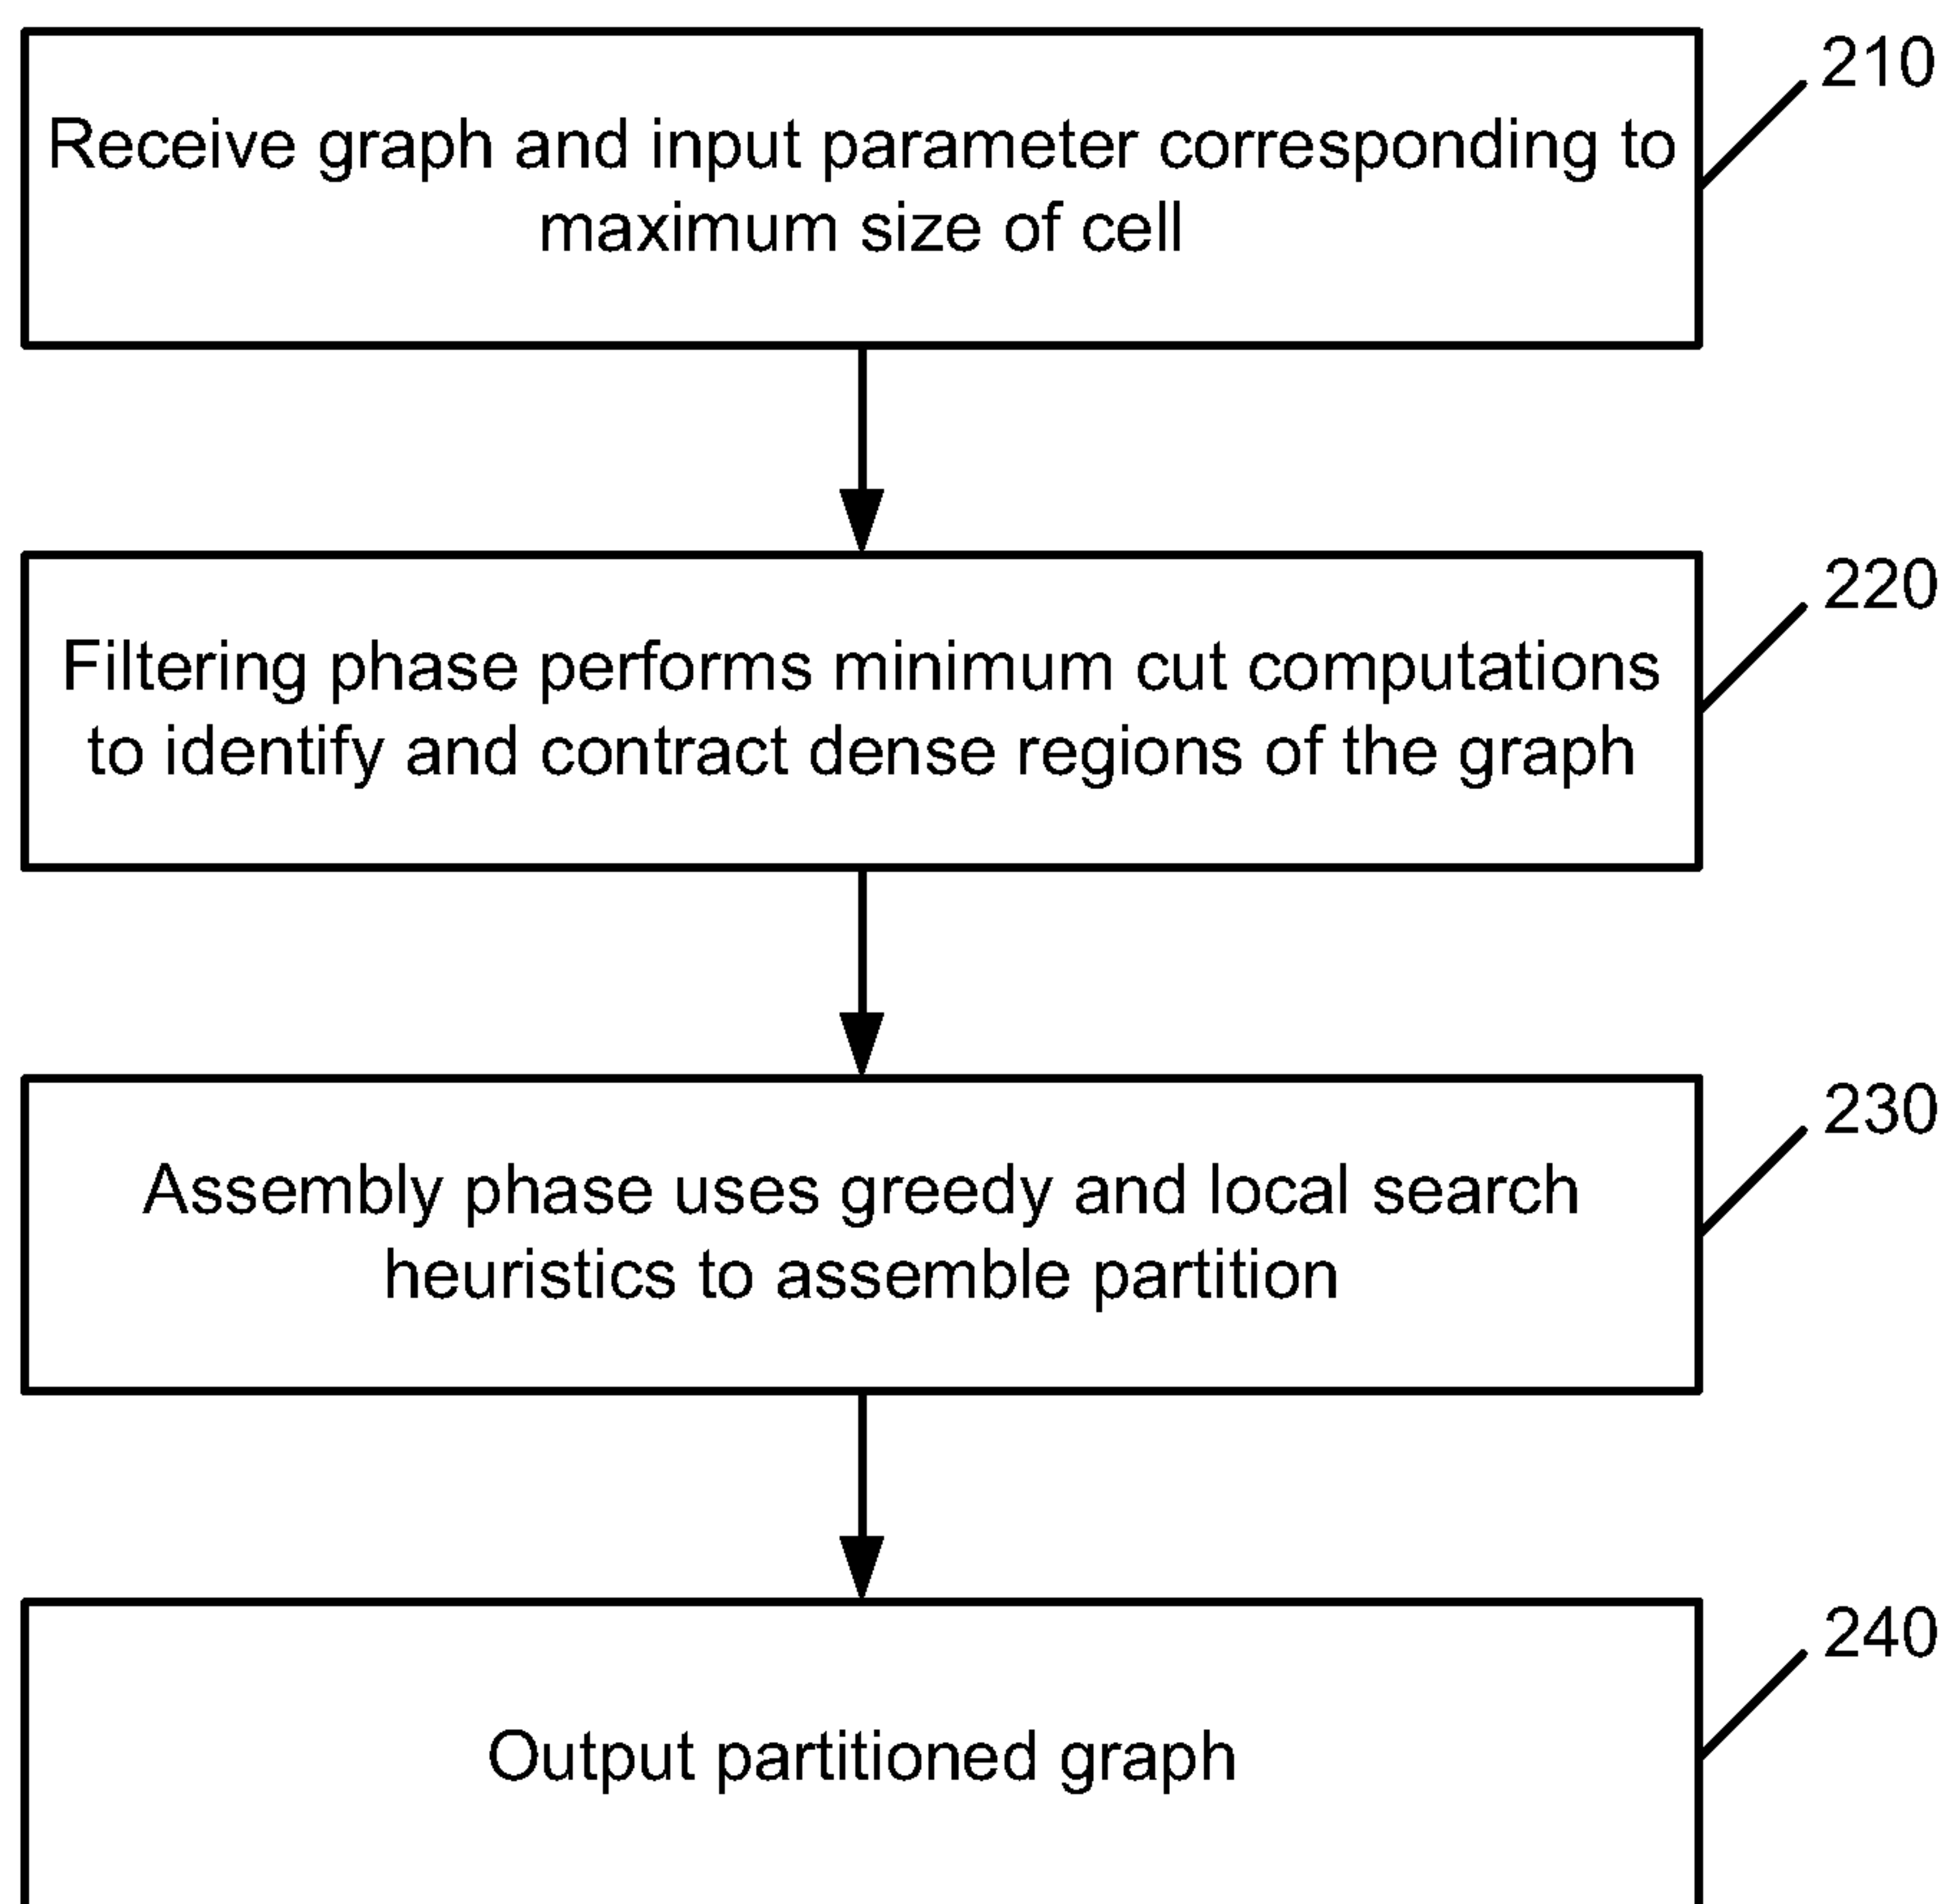 210
Receive graph and input parameter corresponding to
maximum size of cell
220
Filtering phase performs minimum cut computations
to identify and contract dense regions of the graph
230
Assembly phase uses greedy and local search
heuristics to assemble partition
240
Output partitioned graph